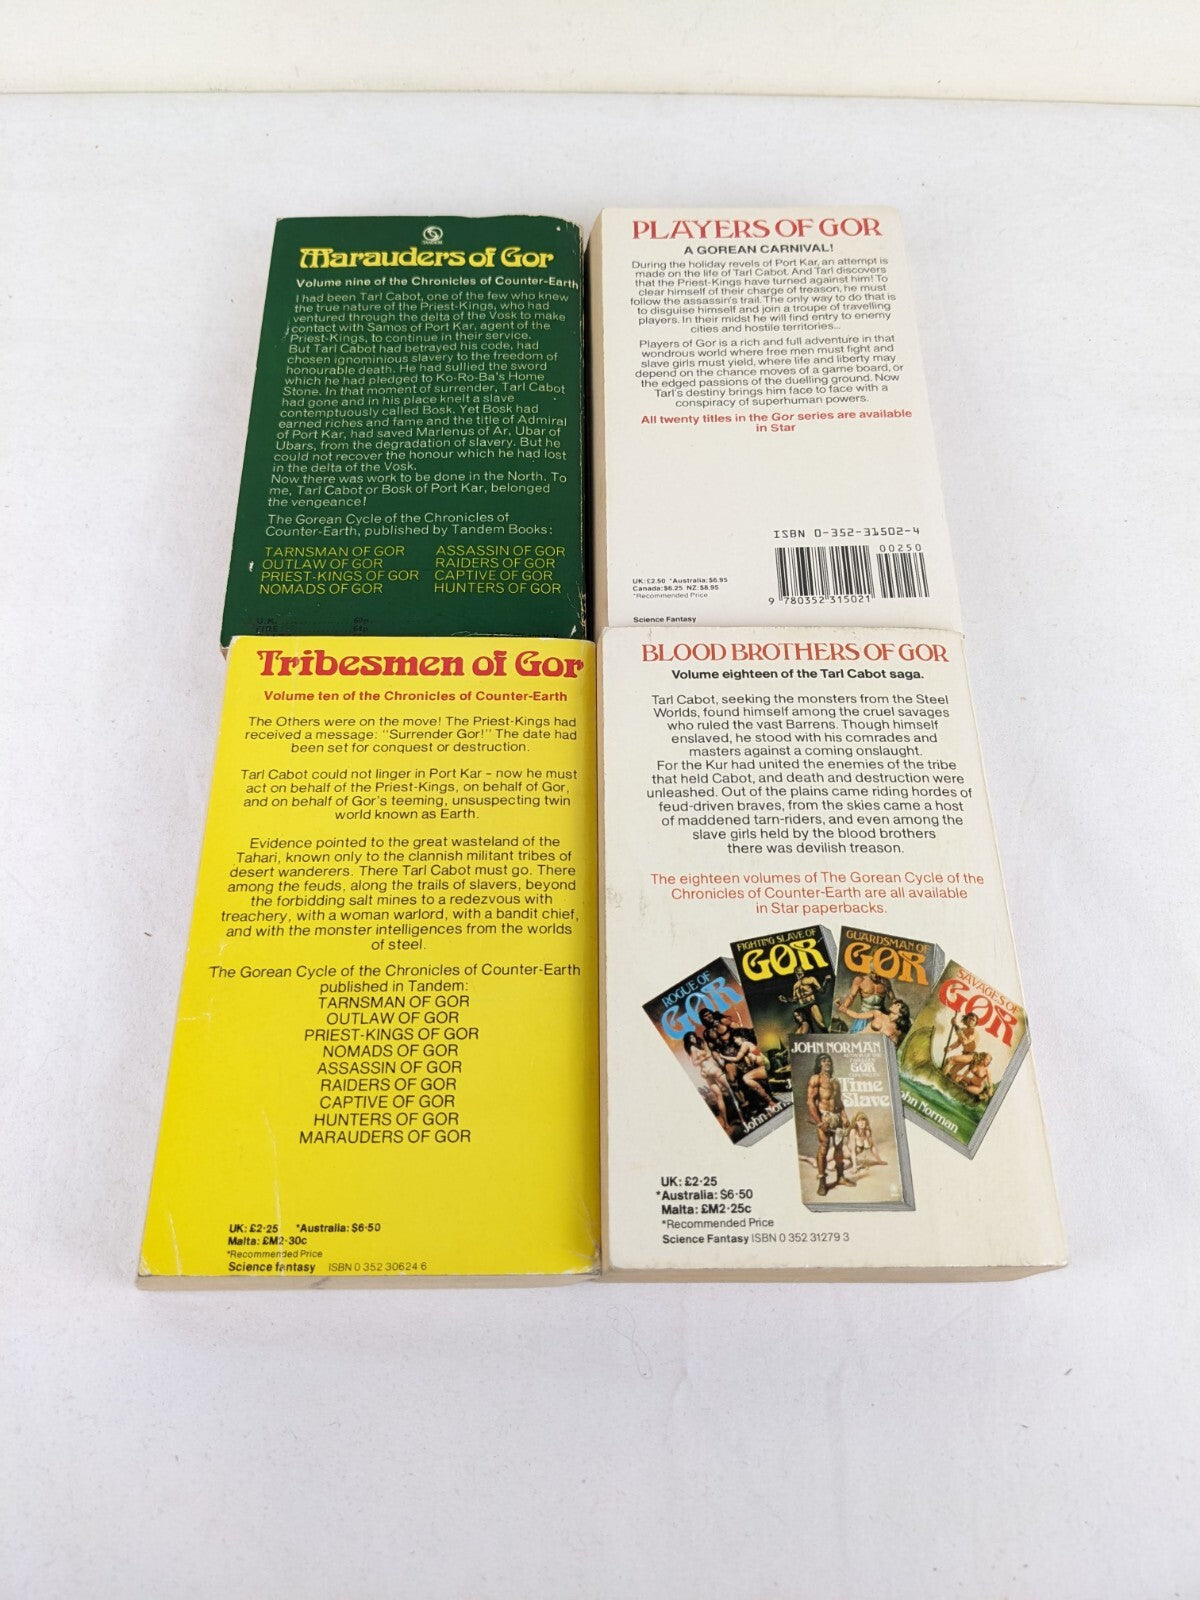 TANDEM
Marauders of Gor
Volume nine of the Chronicles of Counter-Earth
I had been Tarl Cabot, one of the few who knew
the true nature of the Priest-Kings, who had
ventured through the delta of the Vosk to make
contact with Samos of Port Kar, agent of the
Priest-Kings, to continue in their service.
But Tarl Cabot had betrayed his code, had
chosen ignominious slavery to the freedom of
honourable death. He had sullied the sword
which he had pledged to Ko-Ro-Ba's Home
Stone. In that moment of surrender, Tarl Cabot
had gone and in his place knelt a slave
contemptuously called Bosk. Yet Bosk had
earned riches and fame and the title of Admiral
of Port Kar, had saved Marlenus of Ar, Ubar of
Ubars, from the degradation of slavery. But he
could not recover the honour which he had lost
in the delta of the Vosk.
Now there was work to be done in the North. To
me, Tarl Cabot or Bosk of Port Kar, belonged
the vengeance!
The Gorean Cycle of the Chronicles of
Counter-Earth, published by Tandem Books:
TARNSMAN OF GOR
OUTLAW OF GOR
PRIEST-KINGS OF GOR
NOMADS OF GOR
ASSASSIN OF GOR
RAIDERS OF GOR
CAPTIVE OF GOR
HUNTERS OF GOR
U.K.
PLAYERS OF GOR
A GOREAN CARNIVAL!
During the holiday revels of Port Kar, an attempt is
made on the life of Tarl Cabot. And Tarl discovers
that the Priest-Kings have turned against him! To
clear himself of their charge of treason, he must
follow the assassin's trail. The only way to do that is
to disguise himself and join a troupe of travelling
players. In their midst he will find entry to enemy
cities and hostile territories...
Players of Gor is a rich and full adventure in that
wondrous world where free men must fight and
slave girls must yield, where life and liberty may
depend on the chance moves of a game board, or
the edged passions of the duelling ground. Now
Tarl's destiny brings him face to face with a
conspiracy of superhuman powers.
All twenty titles in the Gor series are available
in Star
ISBN 0-352-31502-4
00250
UK: £2.50 *Australia: $6.95
Canada: $6.25 NZ: $8.95
*Recommended Price
9 780352 315021
Science Fantasy
Tribesmen of Gor
Volume ten of the Chronicles of Counter-Earth
The Others were on the move! The Priest-Kings had
received a message: "Surrender Gor!" The date had
been set for conquest or destruction.
Tarl Cabot could not linger in Port Kar – now he must
act on behalf of the Priest-Kings, on behalf of Gor,
and on behalf of Gor's teeming, unsuspecting twin
world known as Earth.
Evidence pointed to the great wasteland of the
Tahari, known only to the clannish militant tribes of
desert wanderers. There Tarl Cabot must go. There
among the feuds, along the trails of slavers, beyond
the forbidding salt mines to a redezvous with
treachery, with a woman warlord, with a bandit chief,
and with the monster intelligences from the worlds
of steel.
The Gorean Cycle of the Chronicles of Counter-Earth
published in Tandem:
TARNSMAN OF GOR
OUTLAW OF GOR
PRIEST-KINGS OF GOR
NOMADS OF GOR
ASSASSIN OF GOR
RAIDERS OF GOR
CAPTIVE OF GOR
HUNTERS OF GOR
MARAUDERS OF GOR
UK: £2·25 *Australia: $6·50
Malta: £M2·30c
*Recommended Price
Science fantasy ISBN 0 352 30624 6
BLOOD BROTHERS OF GOR
Volume eighteen of the Tarl Cabot saga.
Tarl Cabot, seeking the monsters from the Steel
Worlds, found himself among the cruel savages
who ruled the vast Barrens. Though himself
enslaved, he stood with his comrades and
masters against a coming onslaught.
For the Kur had united the enemies of the tribe
that held Cabot, and death and destruction were
unleashed. Out of the plains came riding hordes of
feud-driven braves, from the skies came a host
of maddened tarn-riders, and even among the
slave girls held by the blood brothers
there was devilish treason.
The eighteen volumes of The Gorean Cycle of the
Chronicles of Counter-Earth are all available
in Star paperbacks.
ROGUE OF
GOR
John Norm
FIGHTING SLAVE OF
GOR
GUARDSMAN OF
GOR
SAVAGES OF
GOR
John Norman
JOHN NORMAN
GOR
Time
Slave
UK: £2·25
*Australia: $6·50
Malta: £M2·25c
*Recommended Price
Science Fantasy ISBN 0 352 31279 3